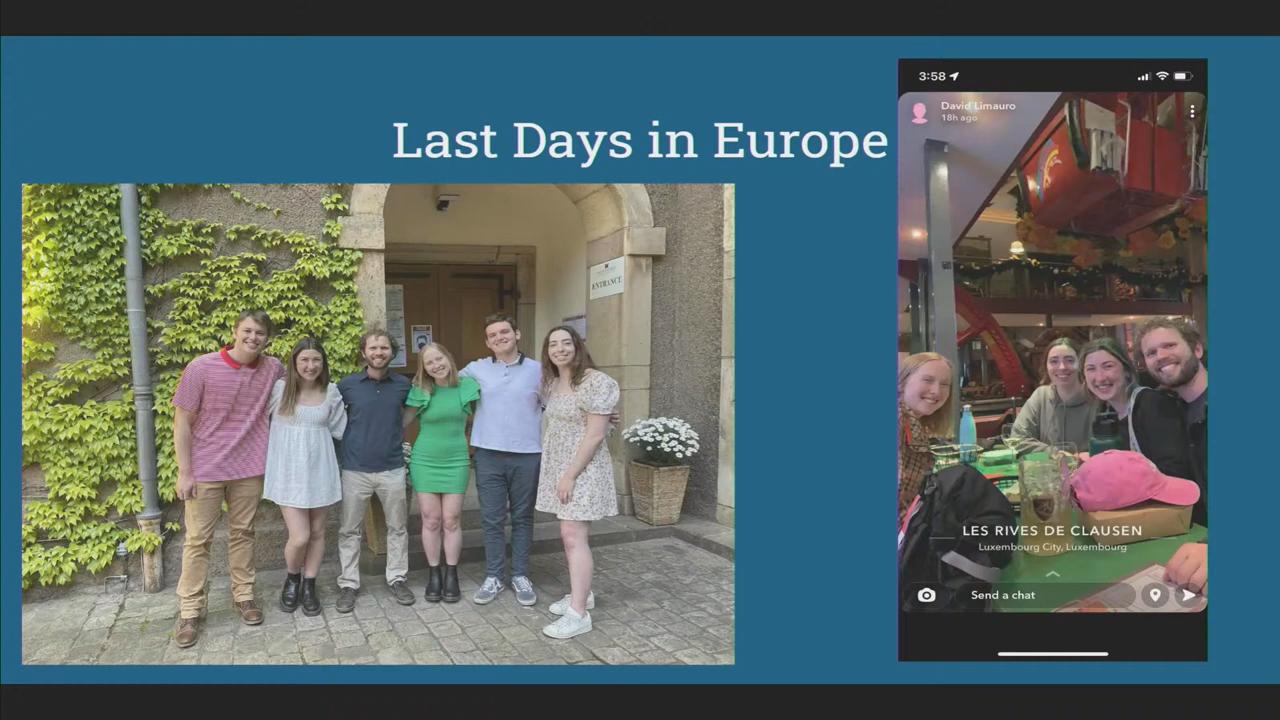 Last Days in Europe
ENTRANCE
3:58
David Limauro
18h ago
LES RIVES DE CLAUSEN
Luxembourg City, Luxembourg
Send a chat